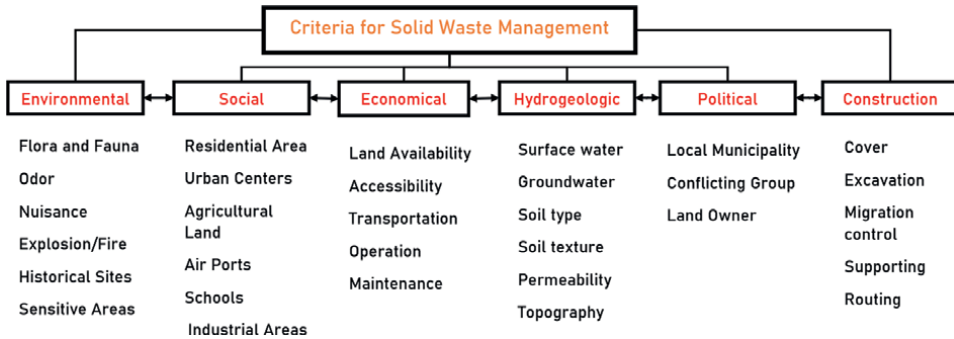 Criteria for Solid Waste Management
Environmental
Social
Economical
Hydrogeologic
Political
Construction
Flora and Fauna
Odor
Nuisance
Explosion/Fire
Historical Sites
Sensitive Areas
Residential Area
Urban Centers
Agricultural
Land
Air Ports
Schools
Industrial Areas
Land Availability
Accessibility
Transportation
Operation
Maintenance
Surface water
Groundwater
Soil type
Soil texture
Permeability
Topography
Local Municipality
Conflicting Group
Land Owner
Cover
Excavation
Migration
control
Supporting
Routing